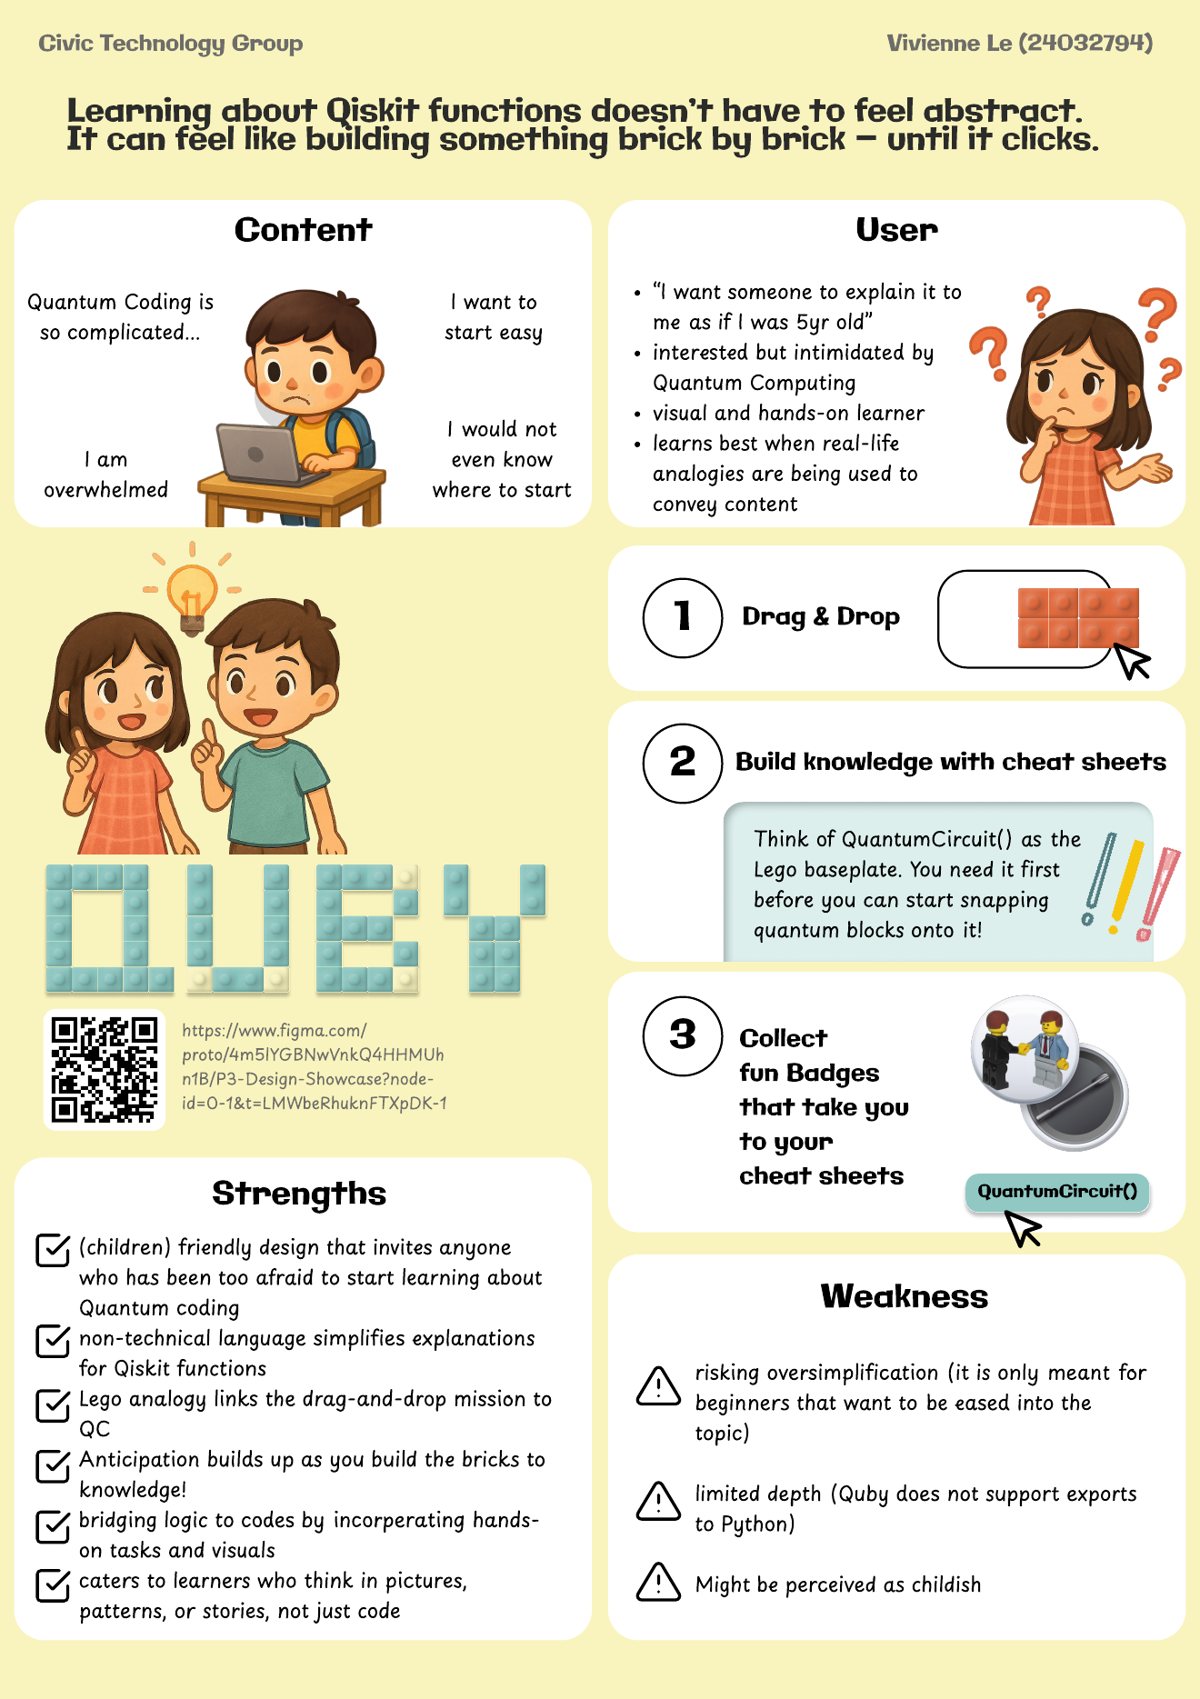 Civic Technology Group
Vivienne Le (24032794)
Learning about Qiskit functions doesn't have to feel abstract.
It can feel like building something brick by brick – until it clicks.
Content
Quantum Coding is
so complicated...
I want to
start easy
I am
overwhelmed
I would not
even know
where to start
User
• "I want someone to explain it to
me as if I was 5yr old"
• interested but intimidated by
Quantum Computing
• visual and hands-on learner
• learns best when real-life
analogies are being used to
convey content
? ? ? ?
1
Drag & Drop
2
Build knowledge with cheat sheets
Think of QuantumCircuit() as the
Lego baseplate. You need it first
before you can start snapping
quantum blocks onto it!
!!!
QUBY
https://www.figma.com/
proto/4m5lYGBNwVnkQ4HHMUh
n1B/P3-Design-Showcase?node-
id=0-1&t=LMWbeRhuknFTXpDK-1
3
Collect
fun Badges
that take you
to your
cheat sheets
QuantumCircuit()
Strengths
(children) friendly design that invites anyone
who has been too afraid to start learning about
Quantum coding
non-technical language simplifies explanations
for Qiskit functions
Lego analogy links the drag-and-drop mission to
QC
Anticipation builds up as you build the bricks to
knowledge!
bridging logic to codes by incorperating hands-
on tasks and visuals
caters to learners who think in pictures,
patterns, or stories, not just code
Weakness
risking oversimplification (it is only meant for
beginners that want to be eased into the
topic)
limited depth (Quby does not support exports
to Python)
Might be perceived as childish